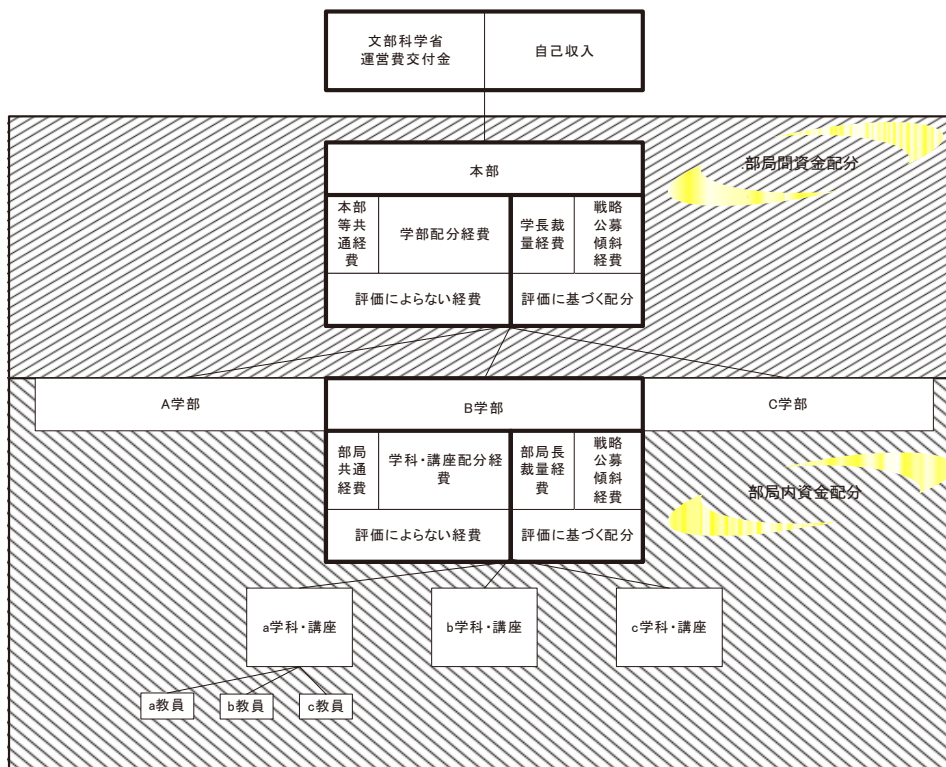 文部科学省
運営費交付金
自己収入
部局間資金配分
本部
本部
等共
通経
費
学部配分経費
学長裁
量経費
戦略
公募
傾斜
経費
評価によらない経費
評価に基づく配分
A学部
B学部
C学部
部局
共通
経費
学科・講座配分経
費
部局長
裁量経
費
戦略
公募
傾斜
経費
部局内資金配分
評価によらない経費
評価に基づく配分
a学科・講座
b学科・講座
c学科・講座
a教員
b教員
c教員